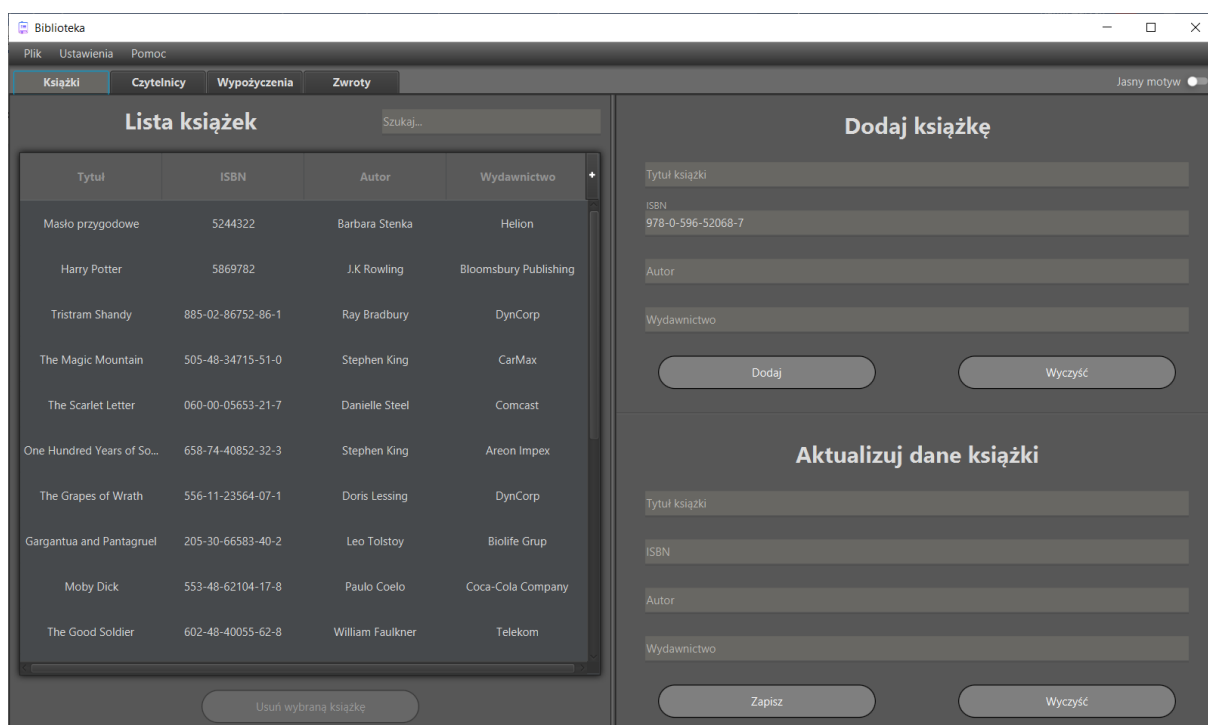 Biblioteka
Plik Ustawienia Pomoc
Książki Czytelnicy Wypożyczenia Zwroty Jasny motyw
Lista książek Szukaj...
Tytuł ISBN Autor Wydawnictwo +
Masło przygodowe 5244322 Barbara Stenka Helion
Harry Potter 5869782 J.K Rowling Bloomsbury Publishing
Tristram Shandy 885-02-86752-86-1 Ray Bradbury DynCorp
The Magic Mountain 505-48-34715-51-0 Stephen King CarMax
The Scarlet Letter 060-00-05653-21-7 Danielle Steel Comcast
One Hundred Years of So... 658-74-40852-32-3 Stephen King Areon Impex
The Grapes of Wrath 556-11-23564-07-1 Doris Lessing DynCorp
Gargantua and Pantagruel 205-30-66583-40-2 Leo Tolstoy Biolife Grup
Moby Dick 553-48-62104-17-8 Paulo Coelo Coca-Cola Company
The Good Soldier 602-48-40055-62-8 William Faulkner Telekom
Usuń wybraną książkę
Dodaj książkę
Tytuł książki
ISBN
978-0-596-52068-7
Autor
Wydawnictwo
Dodaj Wyczyść
Aktualizuj dane książki
Tytuł książki
ISBN
Autor
Wydawnictwo
Zapisz Wyczyść